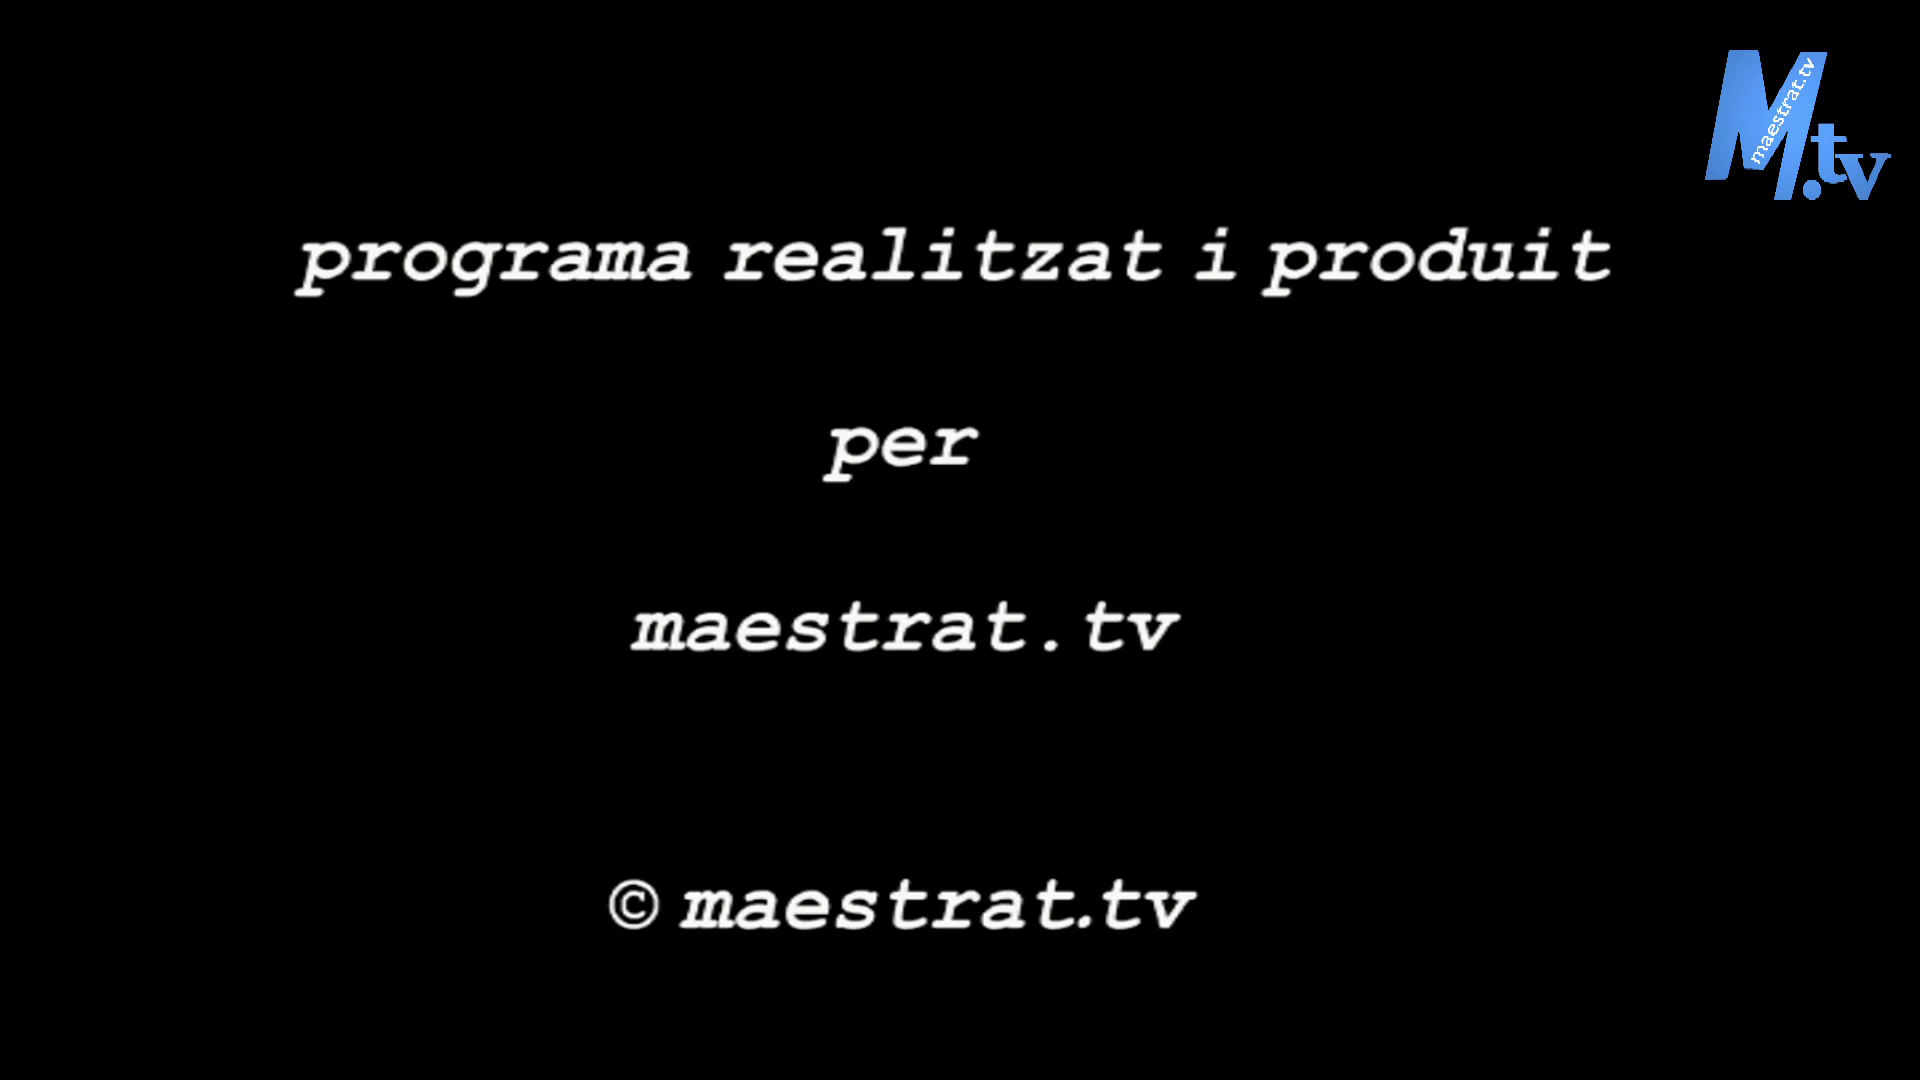 maestrat.tv
M.tv
programa realitzat i produit
per
maestrat.tv
© maestrat.tv